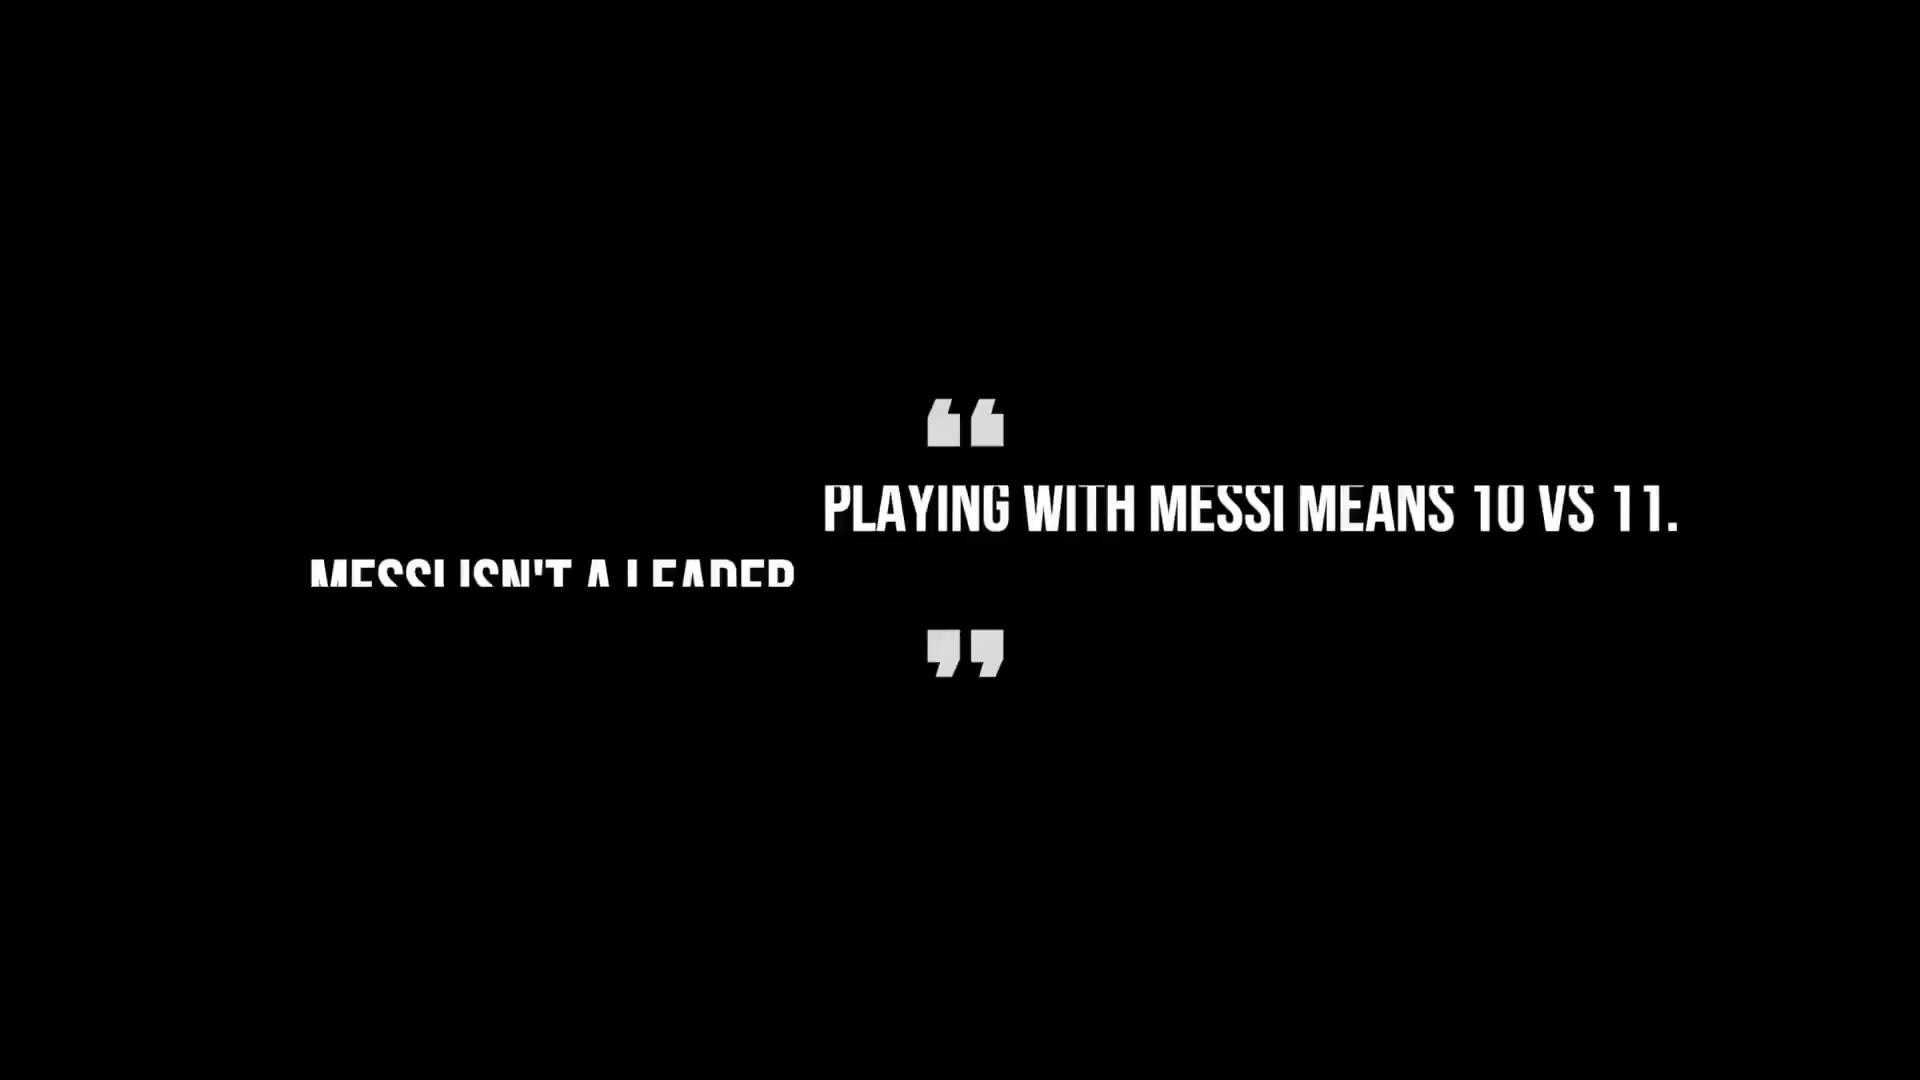 “
PLAYING WITH MESSI MEANS 10 VS 11.
MESSI ISN'T A LEADER
”